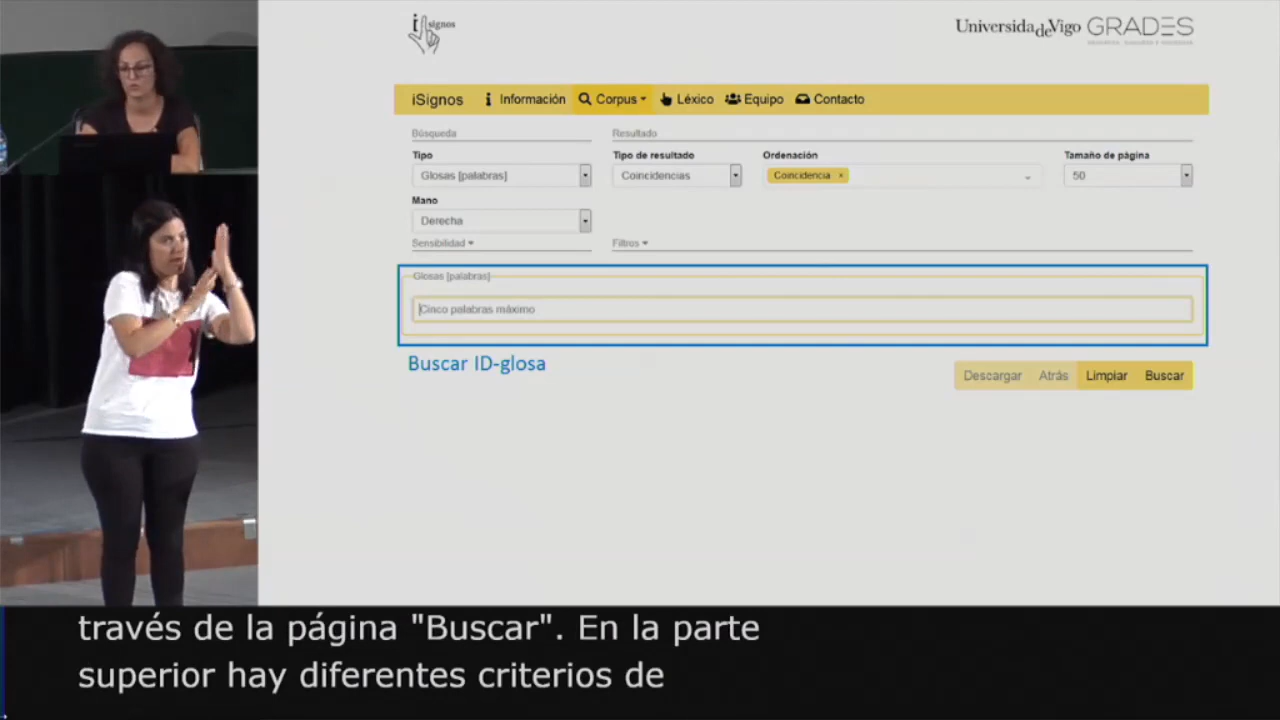 i signos
Universida de Vigo GRADES
iSignos Información Corpus Léxico Equipo Contacto
Búsqueda Resultado
Tipo Tipo de resultado Ordenación Tamaño de página
Glosas [palabras] Coincidencias Coincidencia × 50
Mano
Derecha
Sensibilidad Filtros
Glosas [palabras]
Cinco palabras máximo
Buscar ID-glosa
Descargar Atrás Limpiar Buscar
través de la página "Buscar". En la parte
superior hay diferentes criterios de